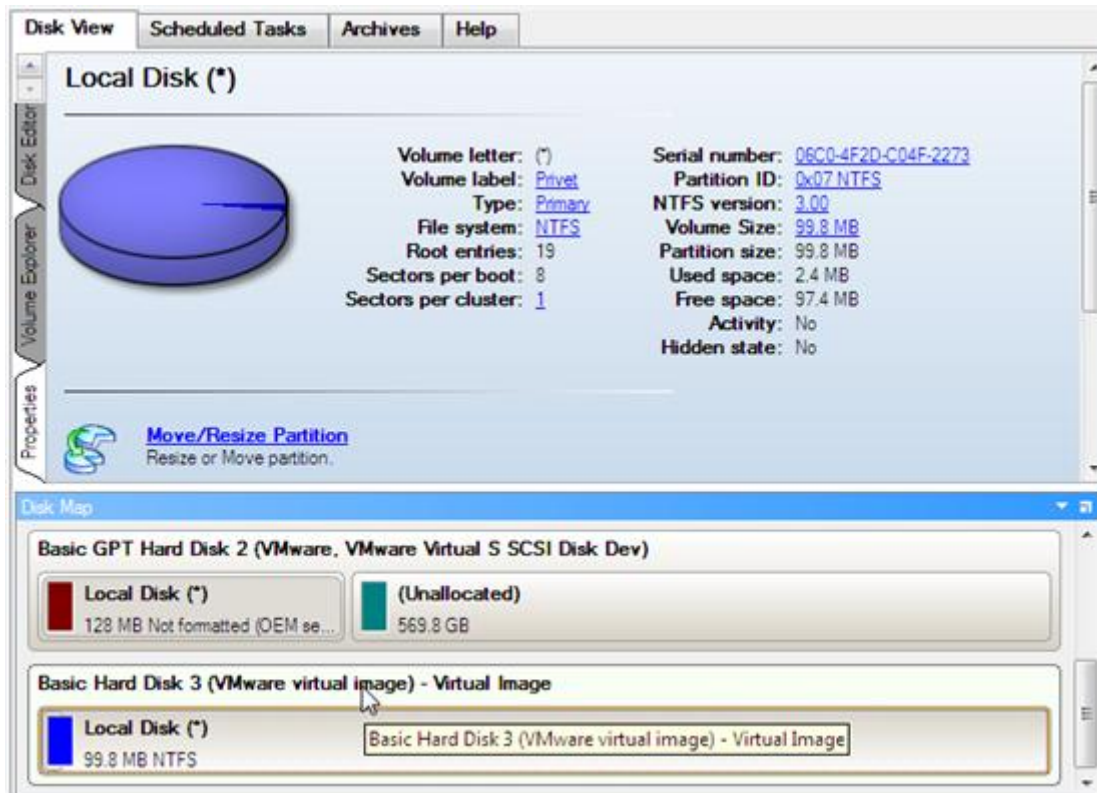 Disk View Scheduled Tasks Archives Help
Disk Editor
Volume Explorer
Properties
Local Disk (*)
Volume letter: (*)
Volume label: Privet
Type: Primary
File system: NTFS
Root entries: 19
Sectors per boot: 8
Sectors per cluster: 1
Serial number: 06C0-4F2D-C04F-2273
Partition ID: 0x07 NTFS
NTFS version: 3.00
Volume Size: 99.8 MB
Partition size: 99.8 MB
Used space: 2.4 MB
Free space: 97.4 MB
Activity: No
Hidden state: No
Move/Resize Partition
Resize or Move partition.
Disk Map
Basic GPT Hard Disk 2 (VMware, VMware Virtual S SCSI Disk Dev)
Local Disk (*)
128 MB Not formatted (OEM se...
(Unallocated)
569.8 GB
Basic Hard Disk 3 (VMware virtual image) - Virtual Image
Local Disk (*)
99.8 MB NTFS
Basic Hard Disk 3 (VMware virtual image) - Virtual Image